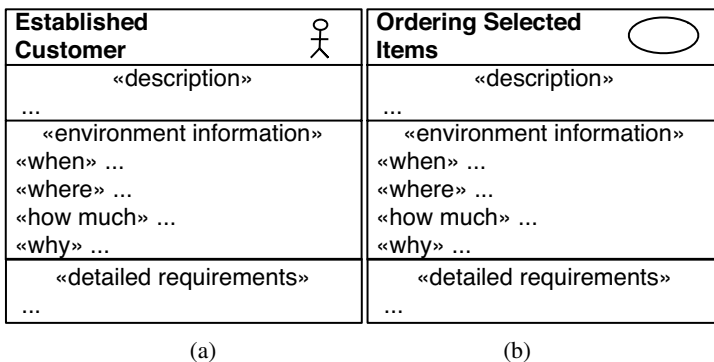 Established
Customer
«description»
...
«environment information»
«when» ...
«where» ...
«how much» ...
«why» ...
«detailed requirements»
...
(a)
Ordering Selected
Items
«description»
...
«environment information»
«when» ...
«where» ...
«how much» ...
«why» ...
«detailed requirements»
...
(b)